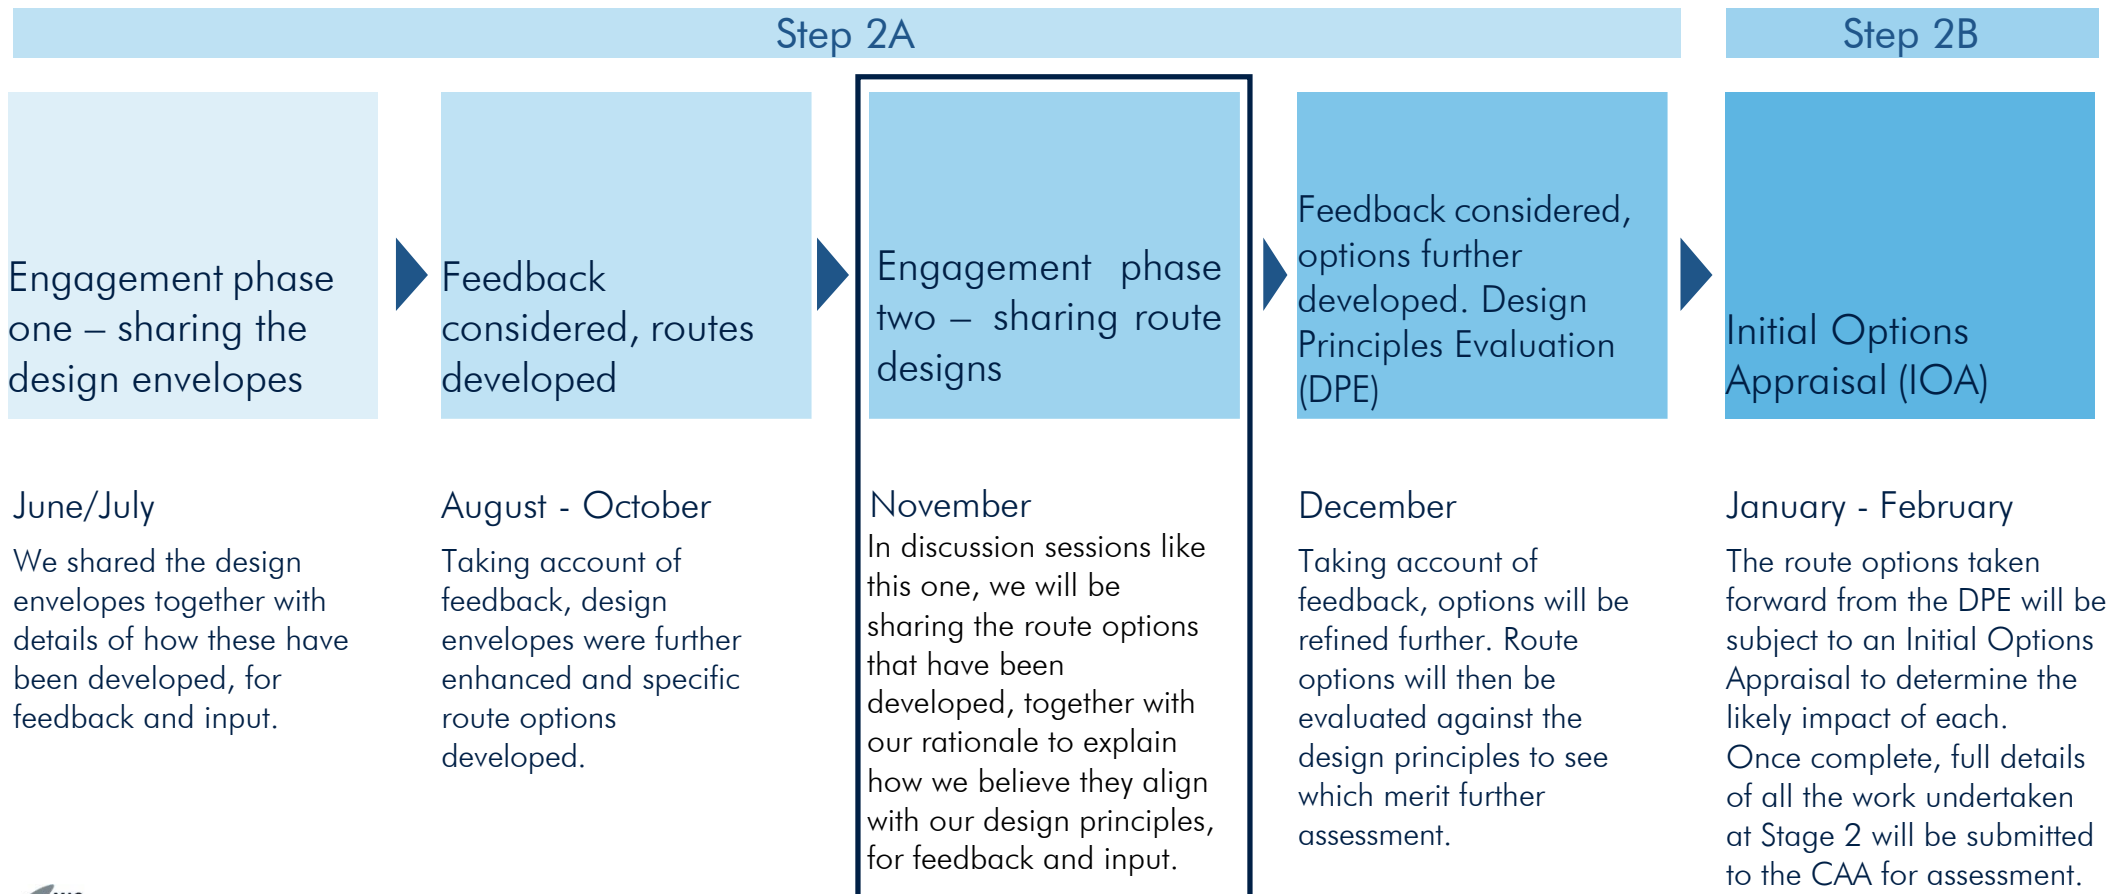 Step 2A
Step 2B
Engagement phase
one – sharing the
design envelopes
Feedback
considered, routes
developed
Engagement phase
two – sharing route
designs
Feedback considered,
options further
developed. Design
Principles Evaluation
(DPE)
Initial Options
Appraisal (IOA)
June/July
We shared the design
envelopes together with
details of how these have
been developed, for
feedback and input.
August - October
Taking account of
feedback, design
envelopes were further
enhanced and specific
route options
developed.
November
In discussion sessions like
this one, we will be
sharing the route options
that have been
developed, together with
our rationale to explain
how we believe they align
with our design principles,
for feedback and input.
December
Taking account of
feedback, options will be
refined further. Route
options will then be
evaluated against the
design principles to see
which merit further
assessment.
January - February
The route options taken
forward from the DPE will be
subject to an Initial Options
Appraisal to determine the
likely impact of each.
Once complete, full details
of all the work undertaken
at Stage 2 will be submitted
to the CAA for assessment.